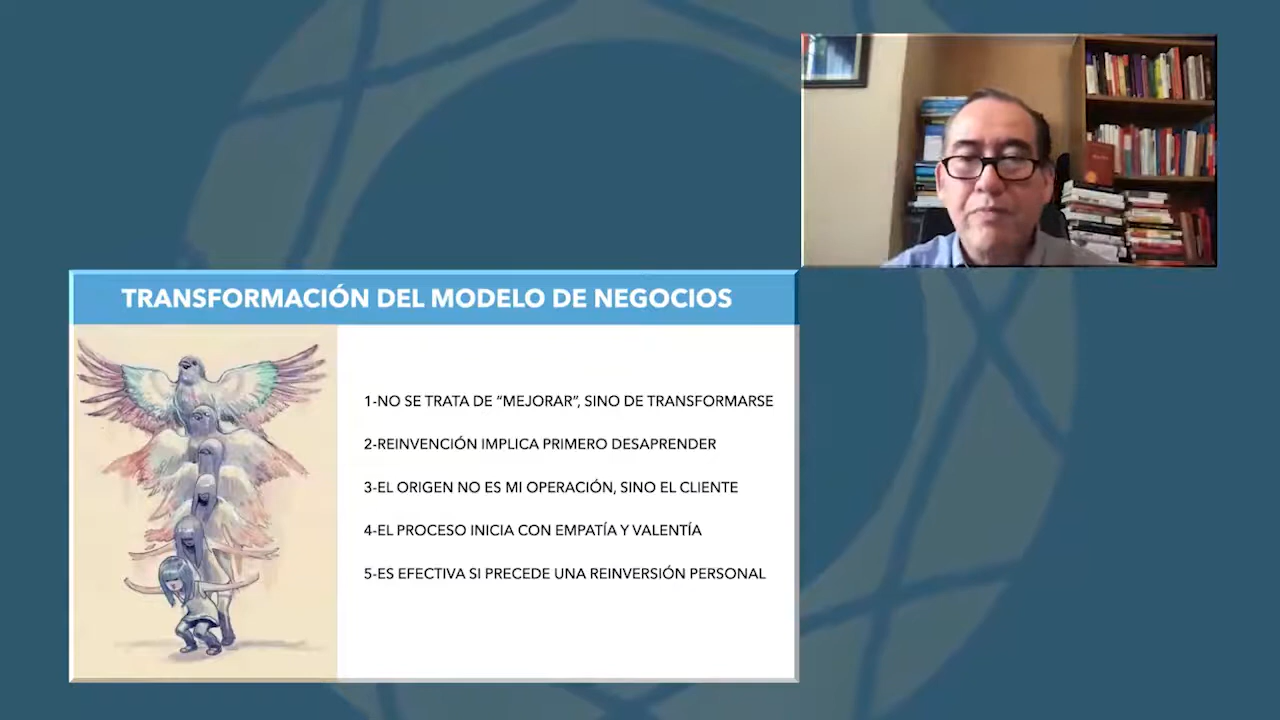 TRANSFORMACIÓN DEL MODELO DE NEGOCIOS
1-NO SE TRATA DE “MEJORAR”, SINO DE TRANSFORMARSE
2-REINVENCIÓN IMPLICA PRIMERO DESAPRENDER
3-EL ORIGEN NO ES MI OPERACIÓN, SINO EL CLIENTE
4-EL PROCESO INICIA CON EMPATÍA Y VALENTÍA
5-ES EFECTIVA SI PRECEDE UNA REINVERSIÓN PERSONAL